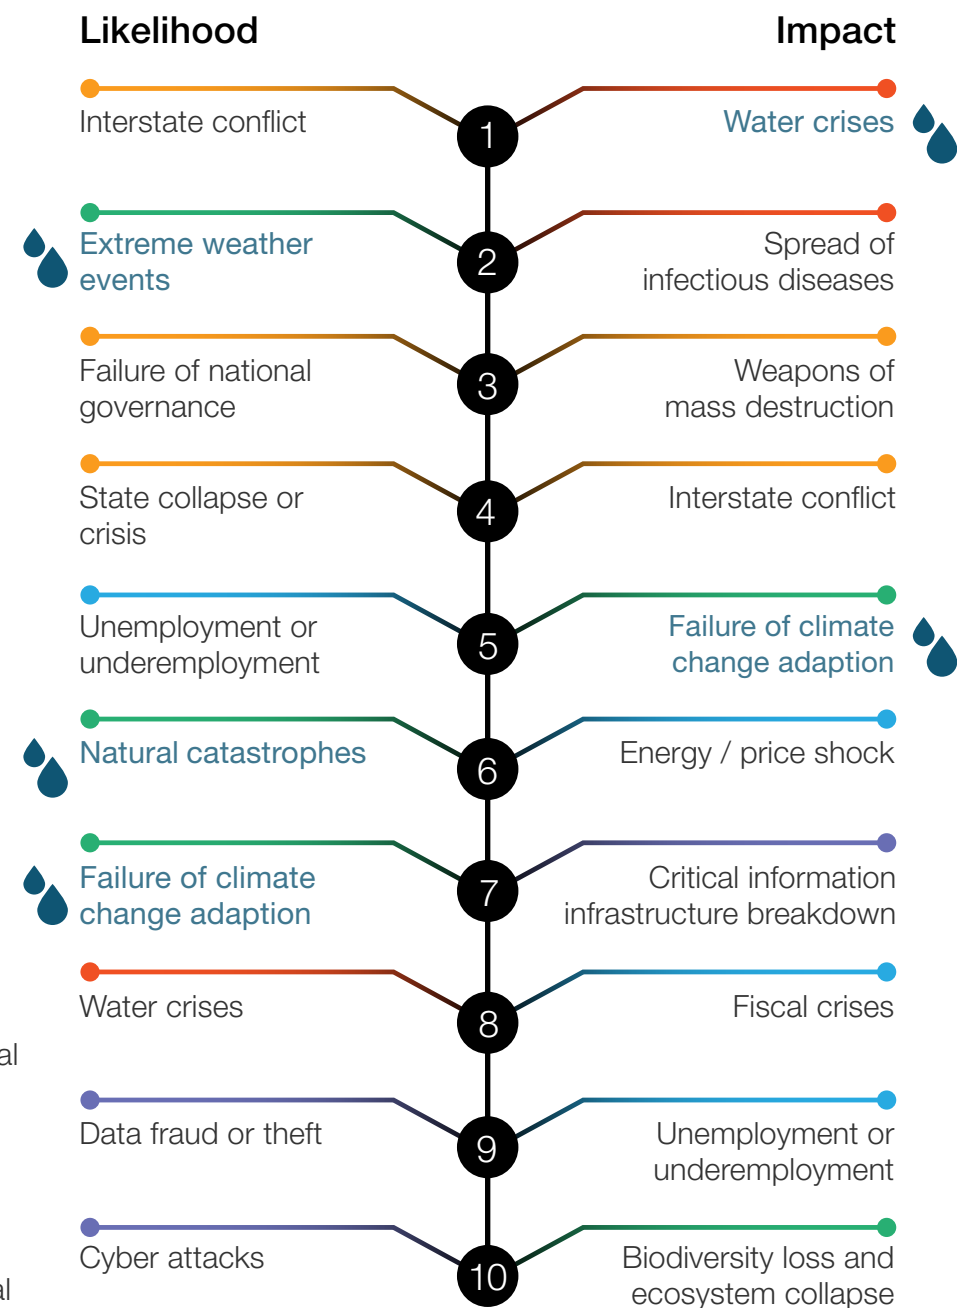 Likelihood
Impact
Interstate conflict
1
Water crises
Extreme weather
events
2
Spread of
infectious diseases
Failure of national
governance
3
Weapons of
mass destruction
State collapse or
crisis
4
Interstate conflict
Unemployment or
underemployment
5
Failure of climate
change adaption
Natural catastrophes
6
Energy / price shock
Failure of climate
change adaption
7
Critical information
infrastructure breakdown
Water crises
8
Fiscal crises
al
Data fraud or theft
9
Unemployment or
underemployment
Cyber attacks
10
Biodiversity loss and
ecosystem collapse
al